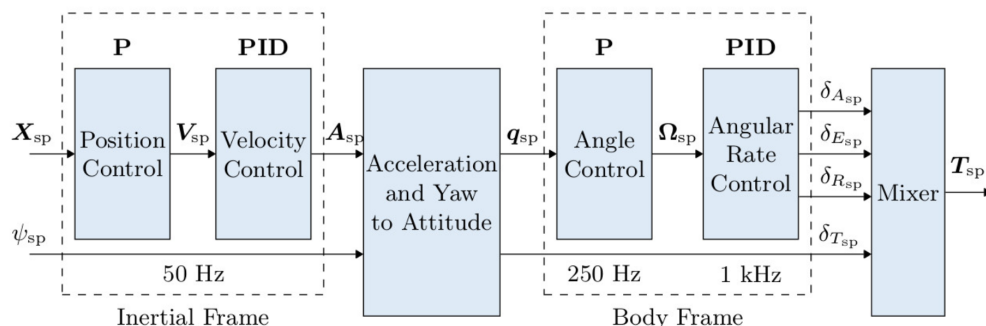 P
PID
P
PID
X_sp
Position
Control
V_sp
Velocity
Control
A_sp
Acceleration
and Yaw
to Attitude
q_sp
Angle
Control
Ω_sp
Angular
Rate
Control
δ_A_sp
δ_E_sp
δ_R_sp
δ_T_sp
Mixer
T_sp
ψ_sp
50 Hz
250 Hz
1 kHz
Inertial Frame
Body Frame